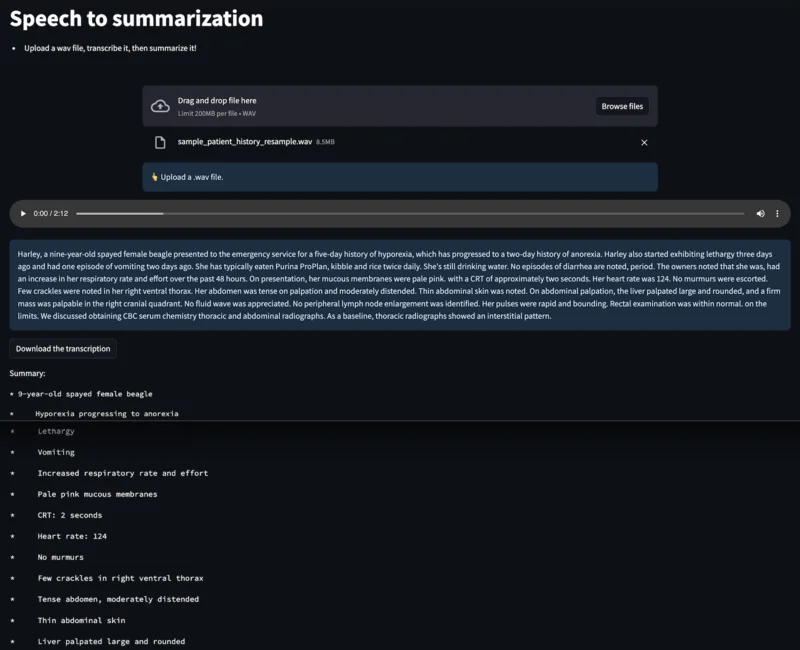 Speech to summarization
• Upload a wav file, transcribe it, then summarize it!
Drag and drop file here
Limit 200MB per file • WAV
Browse files
sample_patient_history_resample.wav 8.5MB
👆 Upload a .wav file.
0:00 / 2:12
Harley, a nine-year-old spayed female beagle presented to the emergency service for a five-day history of hyporexia, which has progressed to a two-day history of anorexia. Harley also started exhibiting lethargy three days
ago and had one episode of vomiting two days ago. She has typically eaten Purina ProPlan, kibble and rice twice daily. She's still drinking water. No episodes of diarrhea are noted, period. The owners noted that she was, had
an increase in her respiratory rate and effort over the past 48 hours. On presentation, her mucous membranes were pale pink. with a CRT of approximately two seconds. Her heart rate was 124. No murmurs were escorted.
Few crackles were noted in her right ventral thorax. Her abdomen was tense on palpation and moderately distended. Thin abdominal skin was noted. On abdominal palpation, the liver palpated large and rounded, and a firm
mass was palpable in the right cranial quadrant. No fluid wave was appreciated. No peripheral lymph node enlargement was identified. Her pulses were rapid and bounding. Rectal examination was within normal. on the
limits. We discussed obtaining CBC serum chemistry thoracic and abdominal radiographs. As a baseline, thoracic radiographs showed an interstitial pattern.
Download the transcription
Summary:
* 9-year-old spayed female beagle
* Hyporexia progressing to anorexia
* Lethargy
* Vomiting
* Increased respiratory rate and effort
* Pale pink mucous membranes
* CRT: 2 seconds
* Heart rate: 124
* No murmurs
* Few crackles in right ventral thorax
* Tense abdomen, moderately distended
* Thin abdominal skin
* Liver palpated large and rounded